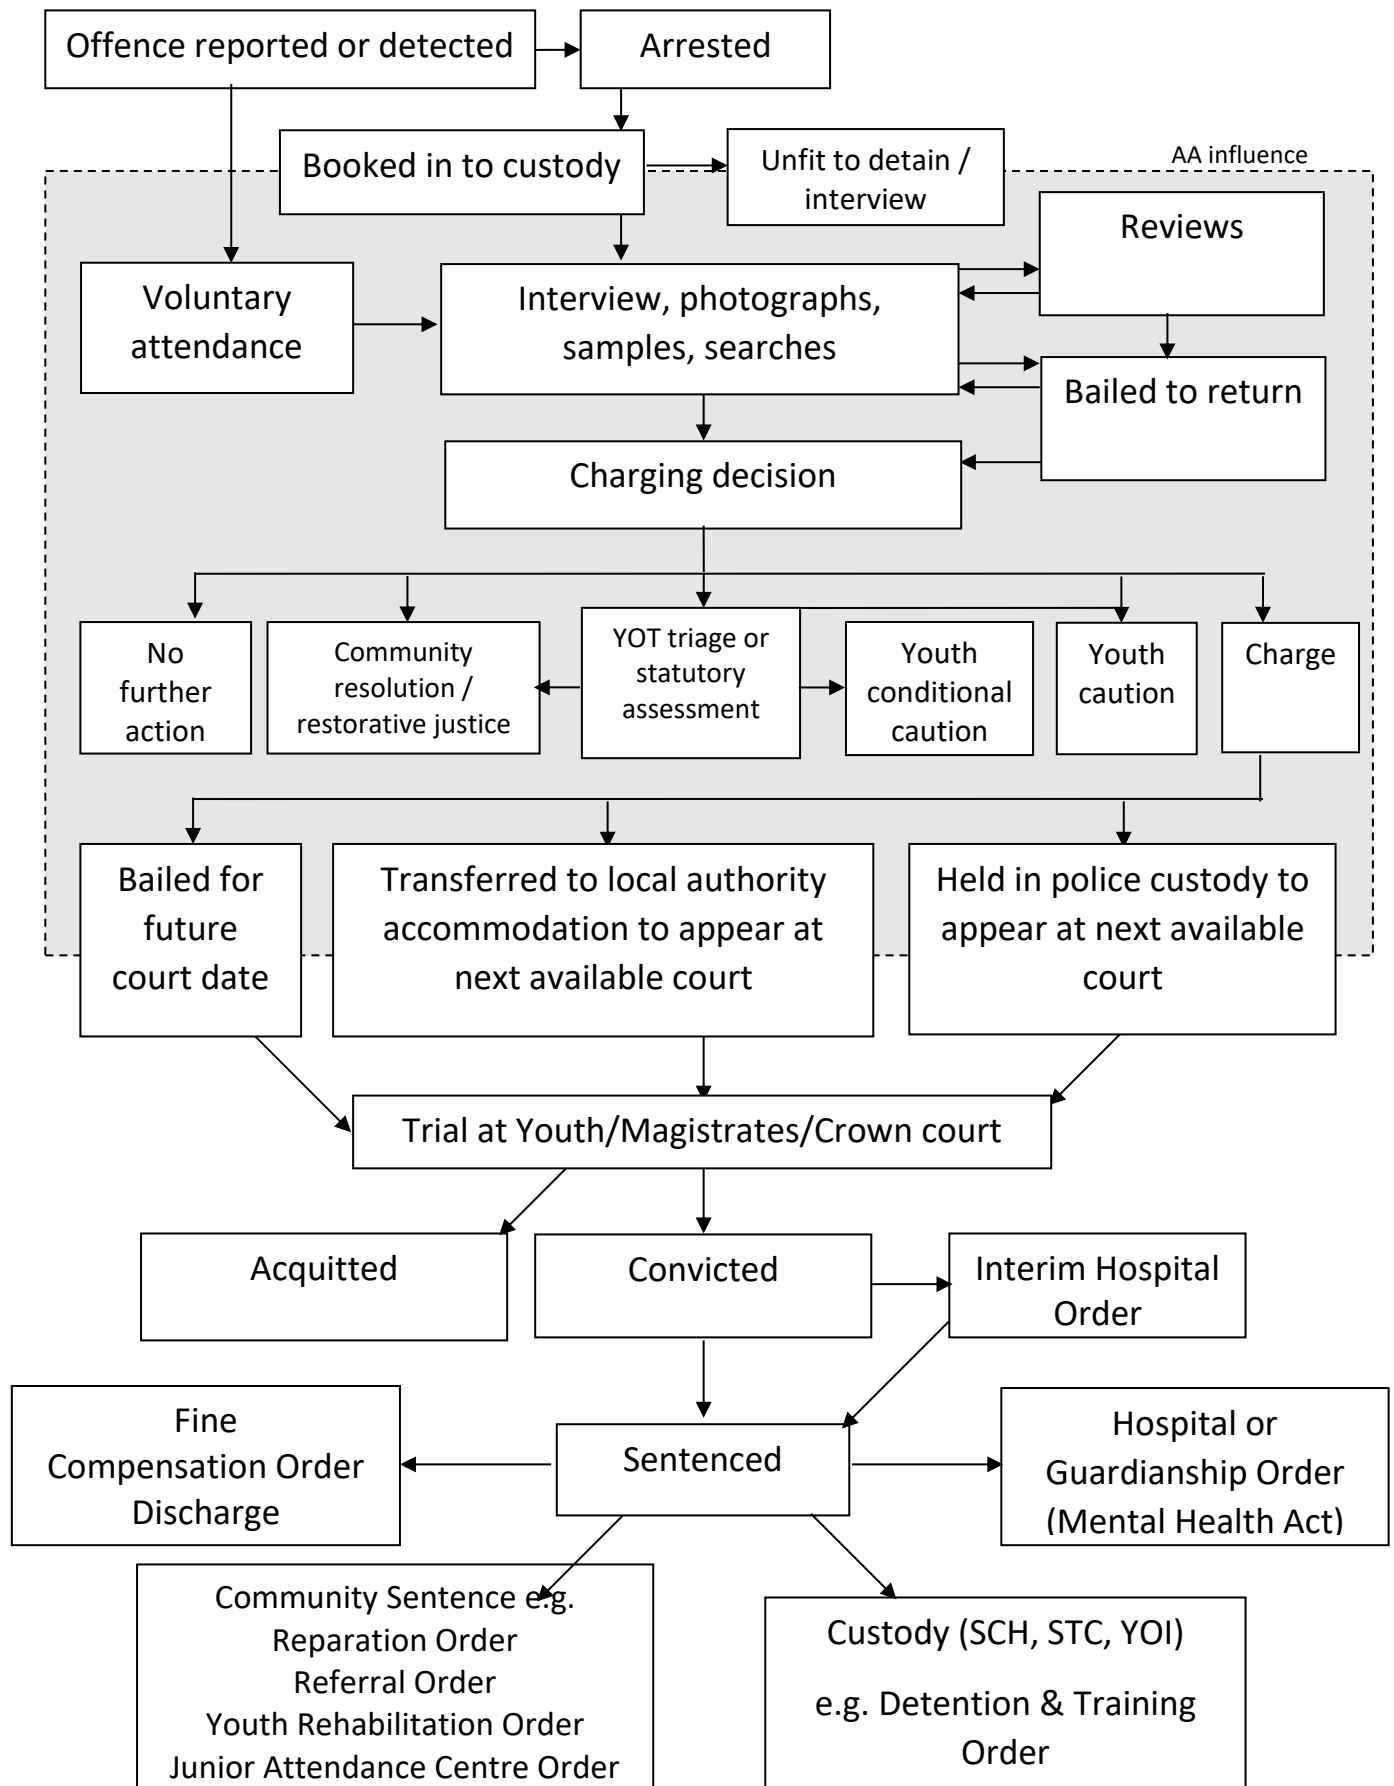 Offence reported or detected
Arrested
Booked in to custody
Unfit to detain /
interview
AA influence
Reviews
Voluntary
attendance
Interview, photographs,
samples, searches
Bailed to return
Charging decision
No
further
action
Community
resolution /
restorative justice
YOT triage or
statutory
assessment
Youth
conditional
caution
Youth
caution
Charge
Bailed for
future
court date
Transferred to local authority
accommodation to appear at
next available court
Held in police custody to
appear at next available
court
Trial at Youth/Magistrates/Crown court
Acquitted
Convicted
Interim Hospital
Order
Fine
Compensation Order
Discharge
Sentenced
Hospital or
Guardianship Order
(Mental Health Act)
Community Sentence e.g.
Reparation Order
Referral Order
Youth Rehabilitation Order
Junior Attendance Centre Order
Custody (SCH, STC, YOI)
e.g. Detention & Training
Order